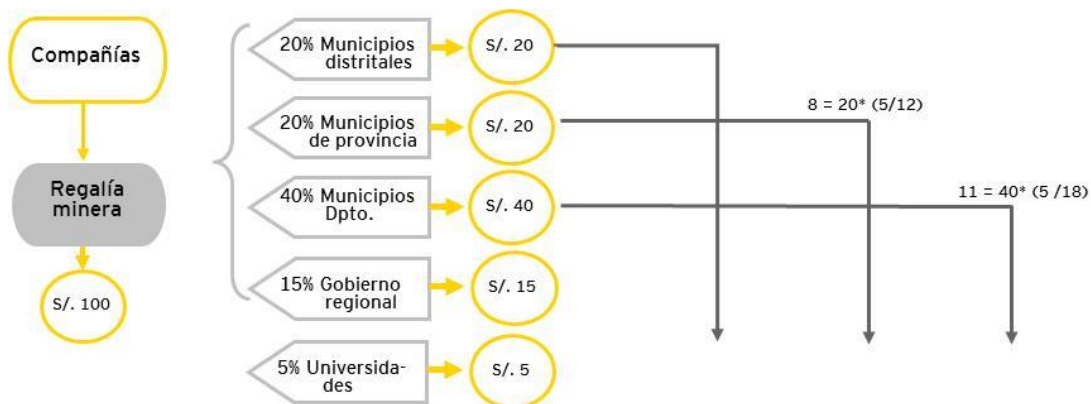 Compañías
Regalía
minera
S/. 100
20% Municipios
distritales
S/. 20
20% Municipios
de provincia
S/. 20
8 = 20* (5/12)
40% Municipios
Dpto.
S/. 40
11 = 40* (5 /18)
15% Gobierno
regional
S/. 15
5% Universida-
des
S/. 5